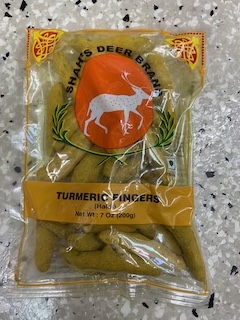 SHAH'S DEER BRAND
TURMERIC FINGERS
(Haldi)
Net Wt : 7 Oz (200g)